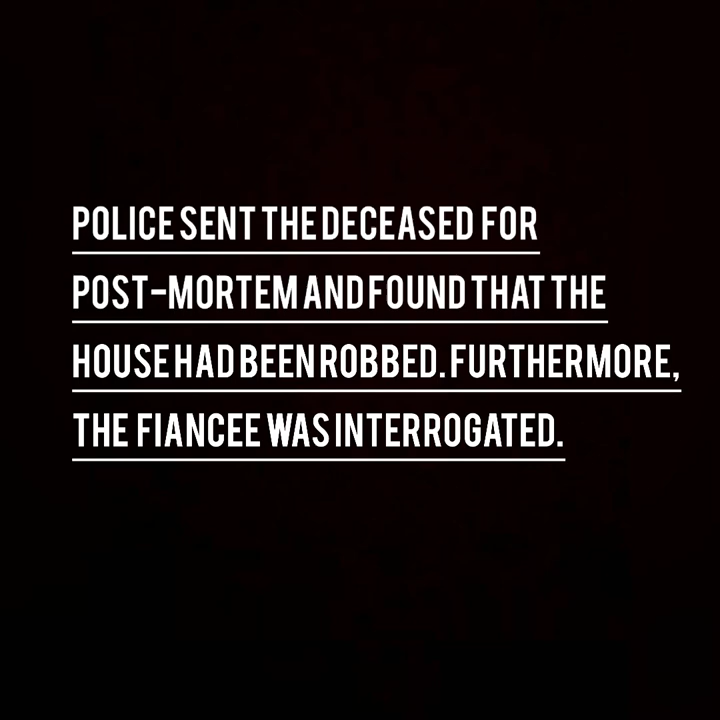 POLICE SENT THE DECEASED FOR
POST-MORTEM AND FOUND THAT THE
HOUSE HAD BEEN ROBBED. FURTHERMORE,
THE FIANCEE WAS INTERROGATED.